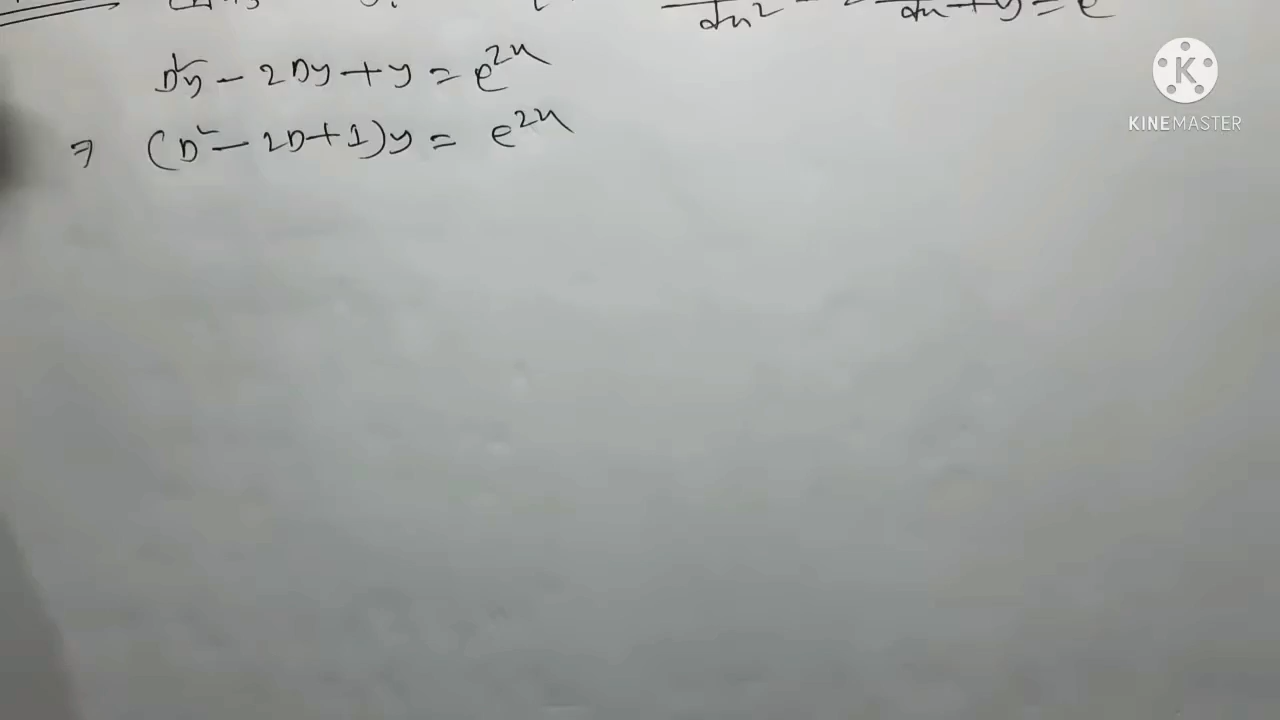 D²y - 2Dy + y = e^{2x}
⇒ (D² - 2D + 1)y = e^{2x}
KINEMASTER